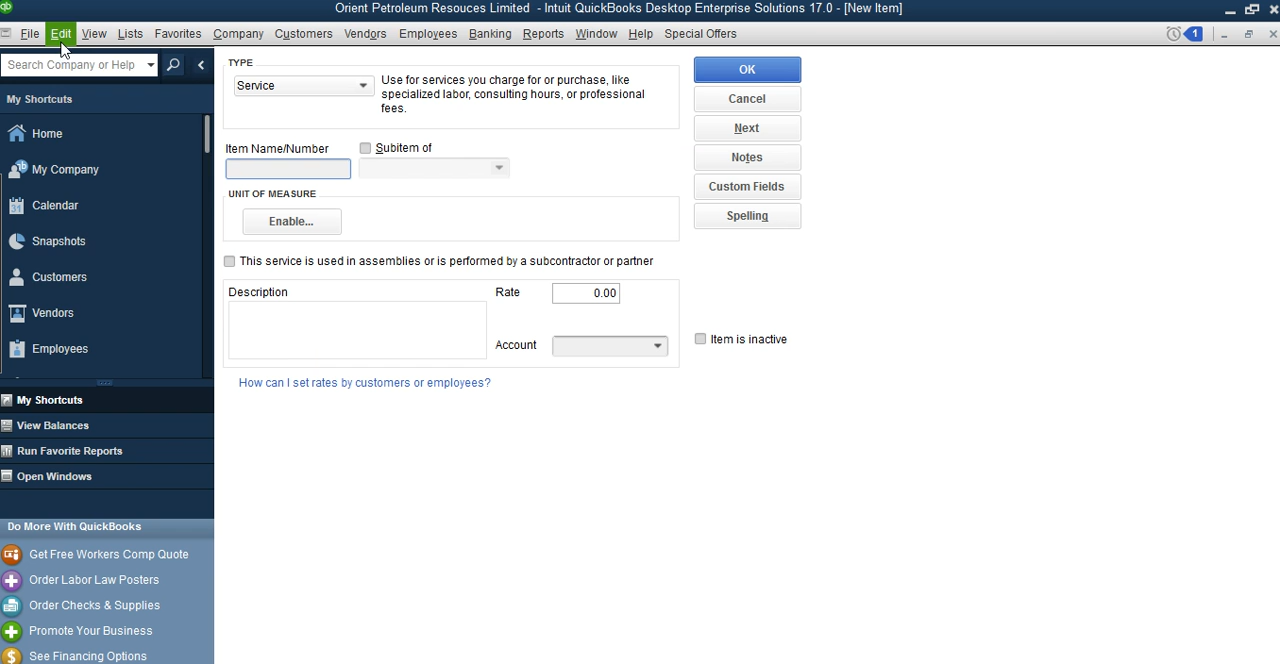 Orient Petroleum Resouces Limited - Intuit QuickBooks Desktop Enterprise Solutions 17.0 - [New Item]
File Edit View Lists Favorites Company Customers Vendors Employees Banking Reports Window Help Special Offers 1
Search Company or Help
My Shortcuts
Home
My Company
31 Calendar
Snapshots
Customers
Vendors
Employees
My Shortcuts
View Balances
Run Favorite Reports
Open Windows
Do More With QuickBooks
Get Free Workers Comp Quote
Order Labor Law Posters
Order Checks & Supplies
Promote Your Business
See Financing Options
TYPE
Service
Use for services you charge for or purchase, like
specialized labor, consulting hours, or professional
fees.
Item Name/Number
Subitem of
UNIT OF MEASURE
Enable...
This service is used in assemblies or is performed by a subcontractor or partner
Description
Rate
0.00
Account
How can I set rates by customers or employees?
OK
Cancel
Next
Notes
Custom Fields
Spelling
Item is inactive